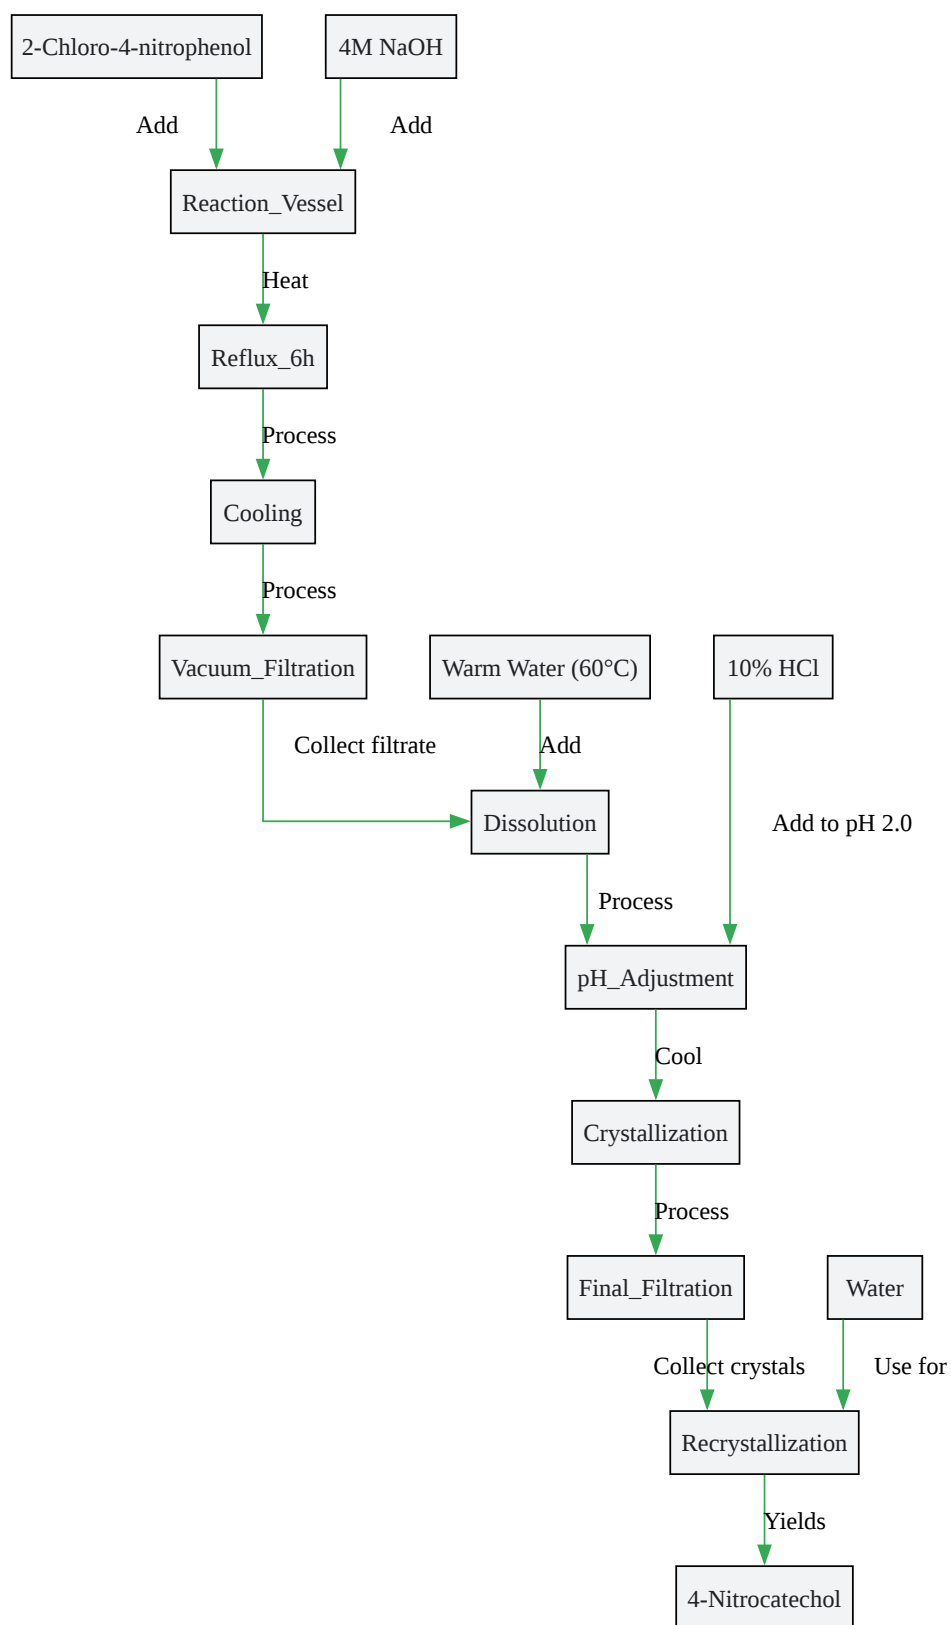 2-Chloro-4-nitrophenol
4M NaOH
Add
Add
Reaction_Vessel
Heat
Reflux_6h
Process
Cooling
Process
Vacuum_Filtration
Warm Water (60°C)
10% HCl
Collect filtrate
Add
Dissolution
Add to pH 2.0
Process
pH_Adjustment
Cool
Crystallization
Process
Final_Filtration
Water
Collect crystals
Use for
Recrystallization
Yields
4-Nitrocatechol